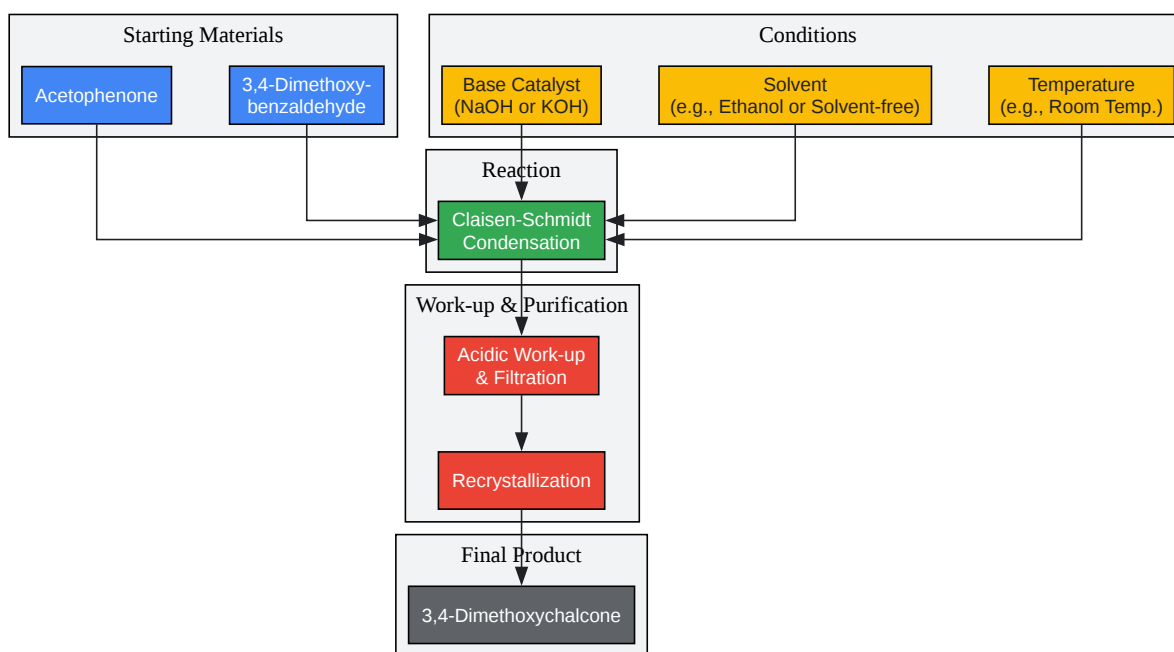 Starting Materials
Acetophenone
3,4-Dimethoxy-
benzaldehyde
Conditions
Base Catalyst
(NaOH or KOH)
Solvent
(e.g., Ethanol or Solvent-free)
Temperature
(e.g., Room Temp.)
Reaction
Claisen-Schmidt
Condensation
Work-up & Purification
Acidic Work-up
& Filtration
Recrystallization
Final Product
3,4-Dimethoxychalcone